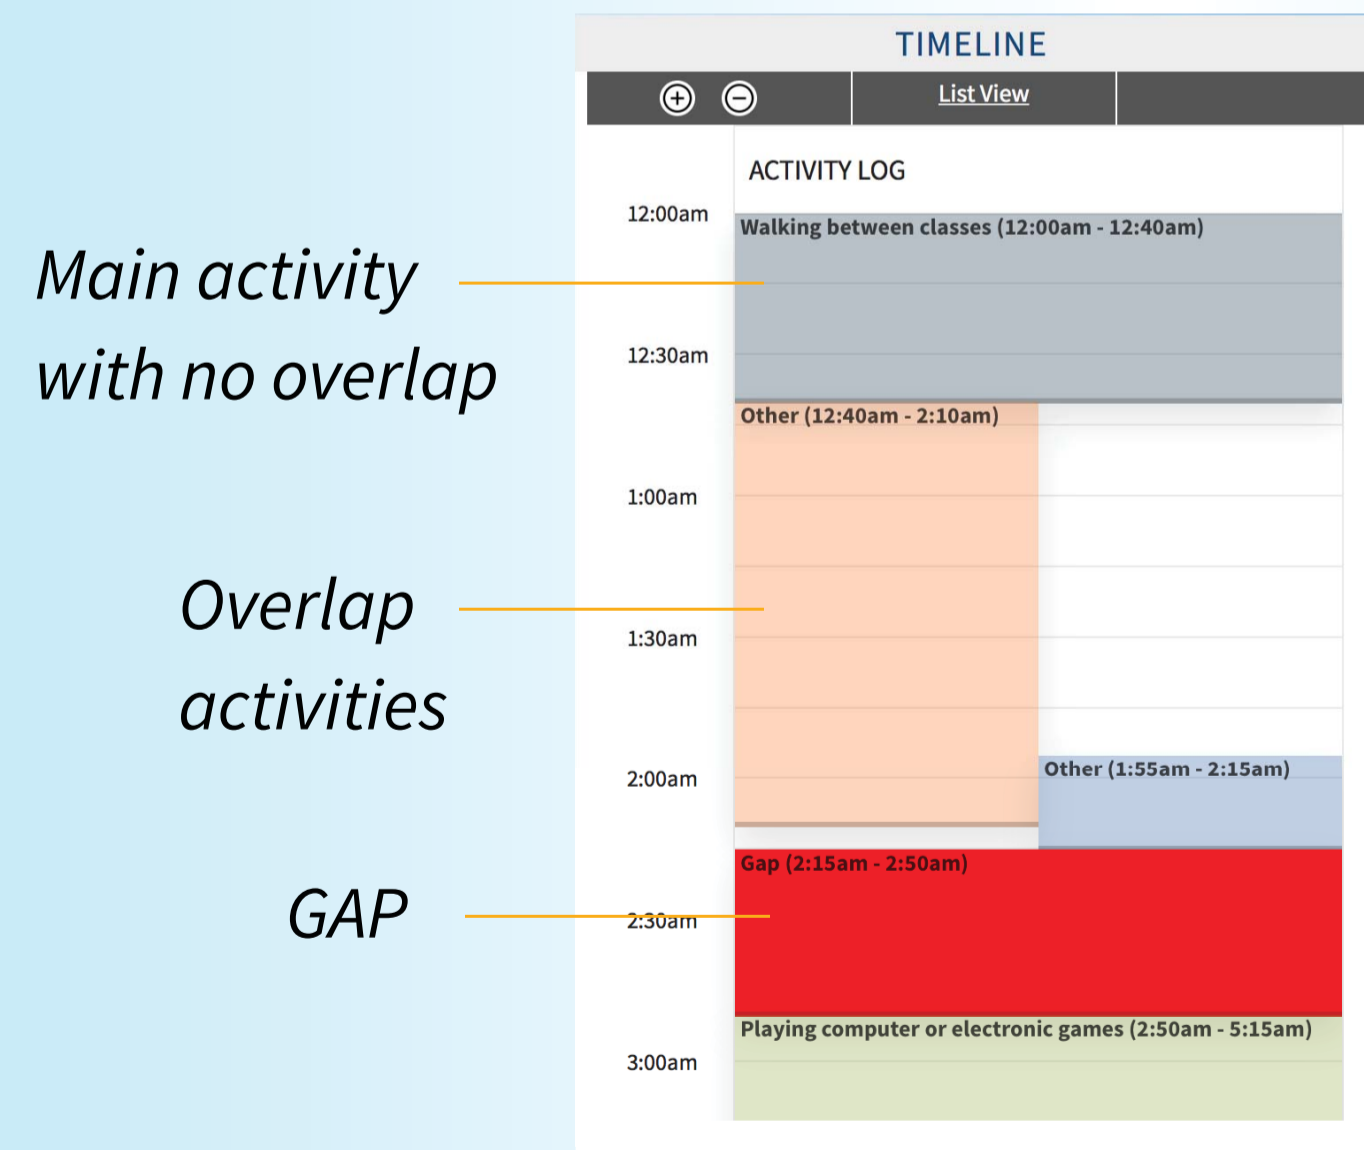 TIMELINE
List View
ACTIVITY LOG
12:00am
Walking between classes (12:00am - 12:40am)
Main activity
with no overlap
12:30am
Other (12:40am - 2:10am)
1:00am
Overlap
activities
1:30am
2:00am
Other (1:55am - 2:15am)
Gap (2:15am - 2:50am)
GAP
2:30am
Playing computer or electronic games (2:50am - 5:15am)
3:00am